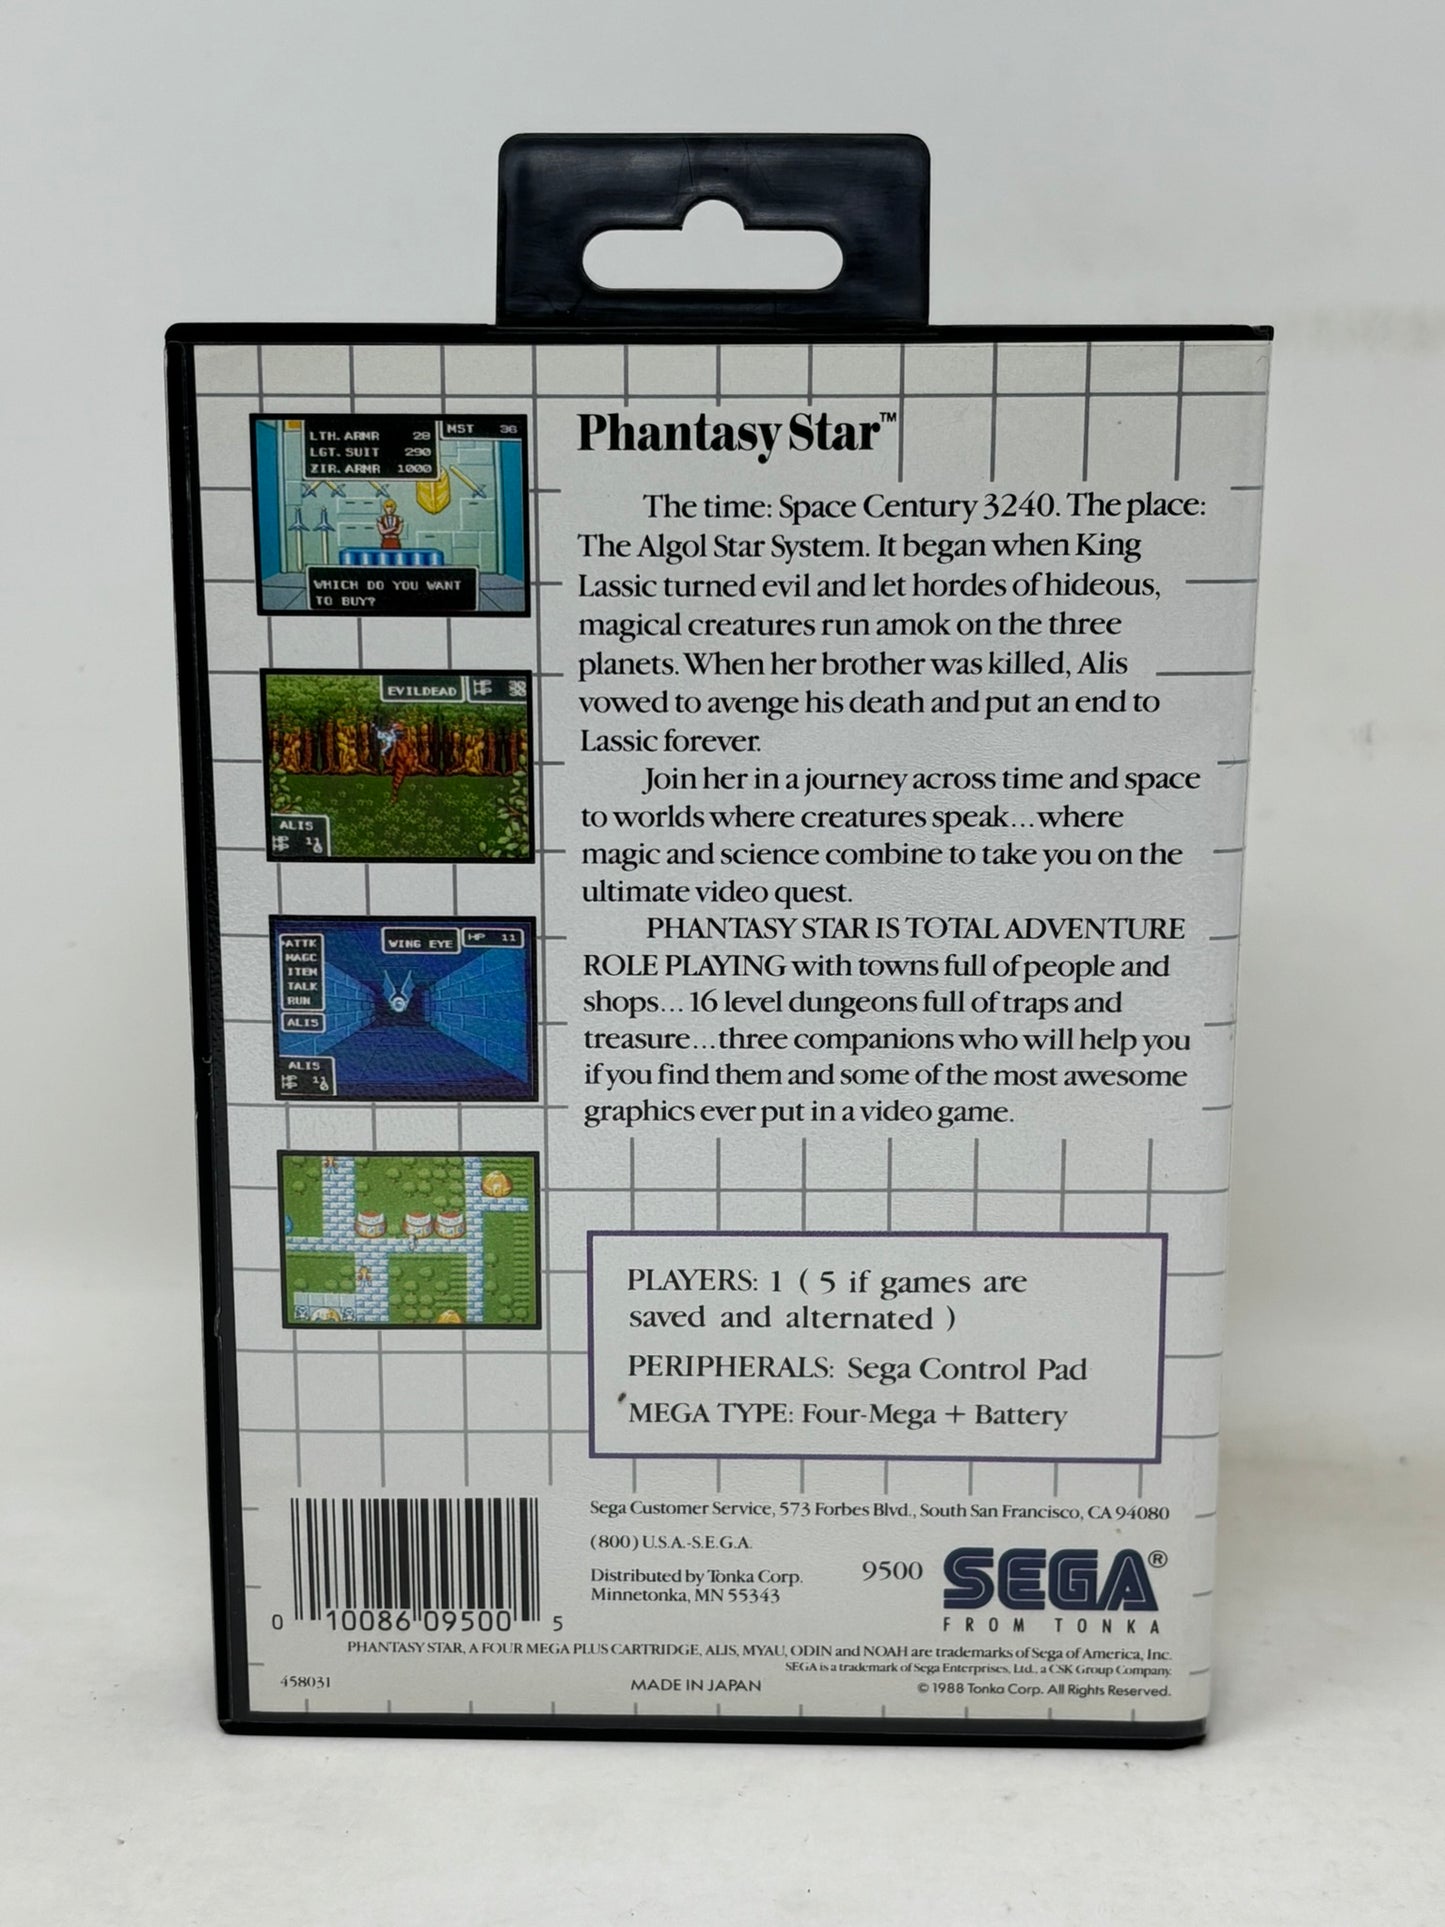 LTH. ARMR 28
LGT. SUIT 290
ZIR. ARMR 1000
MST 36
WHICH DO YOU WANT
TO BUY?
EVILDEAD
HP 30
ALIS
HP 11
ATTK
MAGC
ITEM
TALK
RUN
ALIS
WING EYE
HP 11
ALIS
HP 11
Phantasy Star™
The time: Space Century 3240. The place:
The Algol Star System. It began when King
Lassic turned evil and let hordes of hideous,
magical creatures run amok on the three
planets. When her brother was killed, Alis
vowed to avenge his death and put an end to
Lassic forever.
Join her in a journey across time and space
to worlds where creatures speak...where
magic and science combine to take you on the
ultimate video quest.
PHANTASY STAR IS TOTAL ADVENTURE
ROLE PLAYING with towns full of people and
shops... 16 level dungeons full of traps and
treasure...three companions who will help you
if you find them and some of the most awesome
graphics ever put in a video game.
PLAYERS: 1 ( 5 if games are
saved and alternated )
PERIPHERALS: Sega Control Pad
MEGA TYPE: Four-Mega + Battery
Sega Customer Service, 573 Forbes Blvd., South San Francisco, CA 94080
(800) U.S.A.-S.E.G.A.
Distributed by Tonka Corp.
Minnetonka, MN 55343
9500
SEGA®
FROM TONKA
0 10086 09500 5
PHANTASY STAR, A FOUR MEGA PLUS CARTRIDGE, ALIS, MYAU, ODIN and NOAH are trademarks of Sega of America, Inc.
SEGA is a trademark of Sega Enterprises, Ltd., a CSK Group Company.
458031
MADE IN JAPAN
© 1988 Tonka Corp. All Rights Reserved.